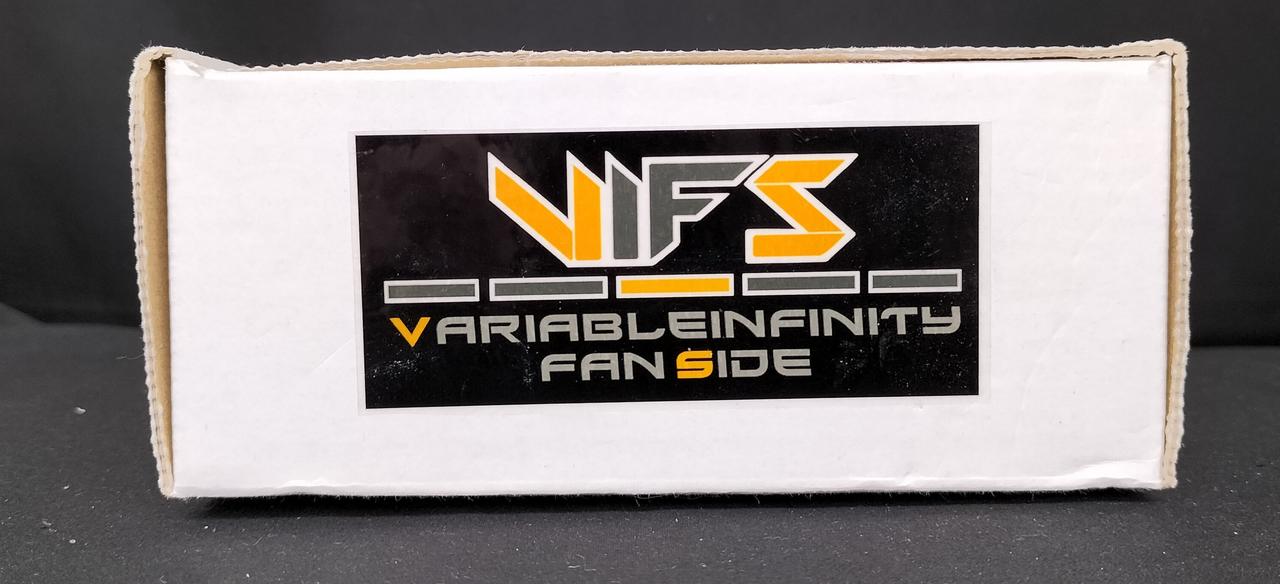 VIFS
VARIABLEINFINITY
FAN SIDE